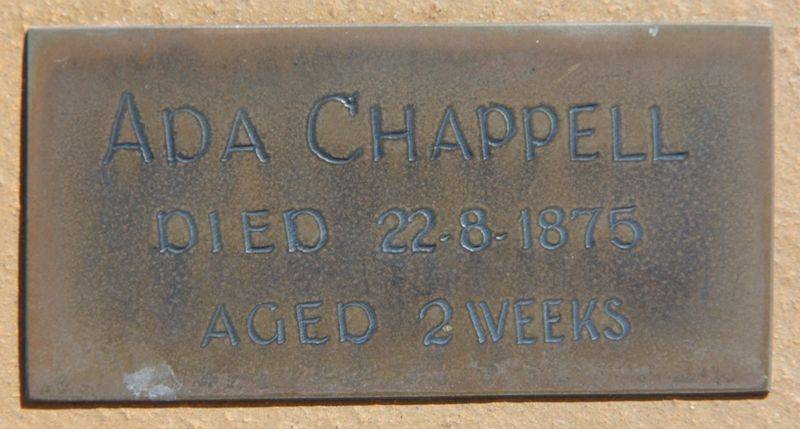 ADA CHAPPELL
DIED 22-8-1875
AGED 2 WEEKS